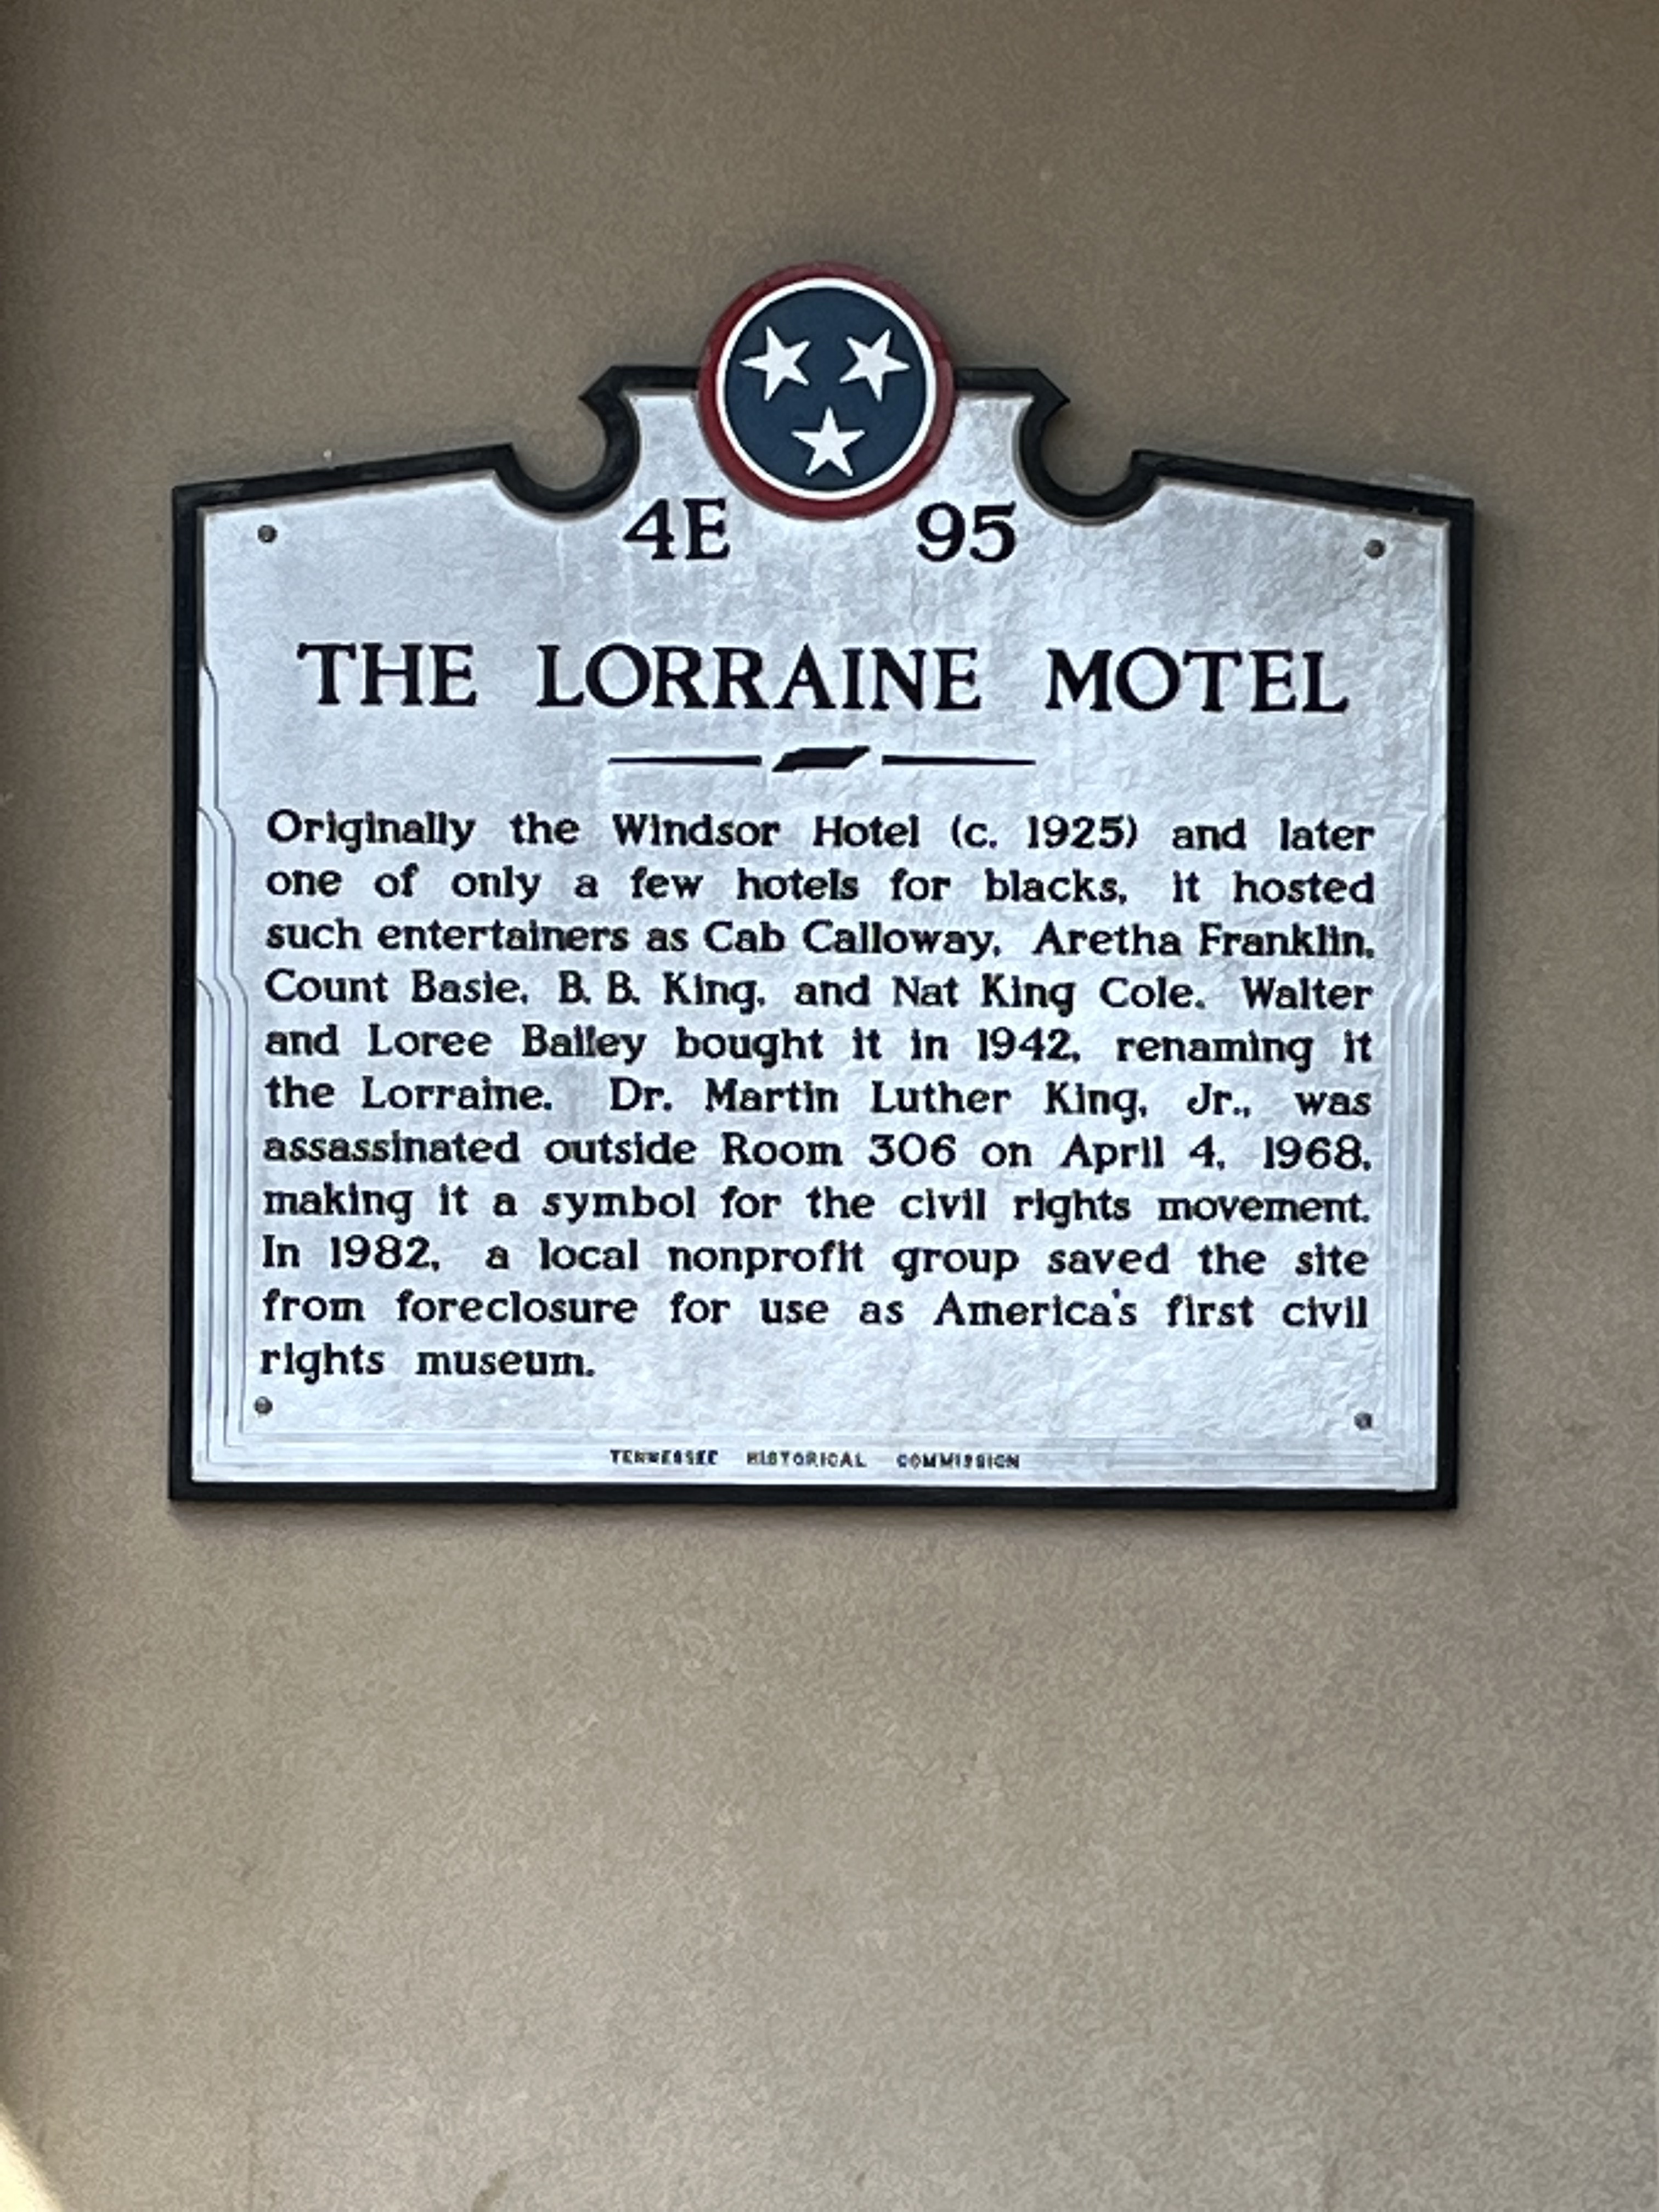 4E 95
THE LORRAINE MOTEL
Originally the Windsor Hotel (c. 1925) and later
one of only a few hotels for blacks, it hosted
such entertainers as Cab Calloway, Aretha Franklin,
Count Basie, B. B. King, and Nat King Cole. Walter
and Loree Bailey bought it in 1942, renaming it
the Lorraine. Dr. Martin Luther King, Jr., was
assassinated outside Room 306 on April 4, 1968,
making it a symbol for the civil rights movement.
In 1982, a local nonprofit group saved the site
from foreclosure for use as America's first civil
rights museum.
TENNESSEE HISTORICAL COMMISSION